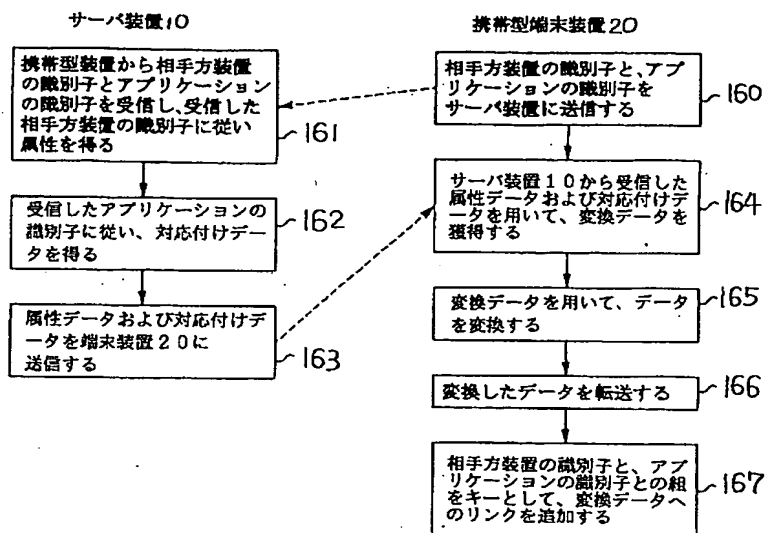 サーバ装置10
携帯型装置から相手方装置
の識別子とアプリケーション
の識別子を受信し、受信した
相手方装置の識別子に従い
属性を得る
161
受信したアプリケーションの
識別子に従い、対応付けデー
タを得る
162
属性データおよび対応付けデ
ータを端末装置20に
送信する
163
携帯型端末装置20
相手方装置の識別子と、アプ
リケーションの識別子を
サーバ装置に送信する
160
サーバ装置10から受信した
属性データおよび対応付けデ
ータを用いて、変換データを
獲得する
164
変換データを用いて、データ
を変換する
165
変換したデータを転送する
166
相手方装置の識別子と、アプ
リケーションの識別子との組
をキーとして、変換データへ
のリンクを追加する
167